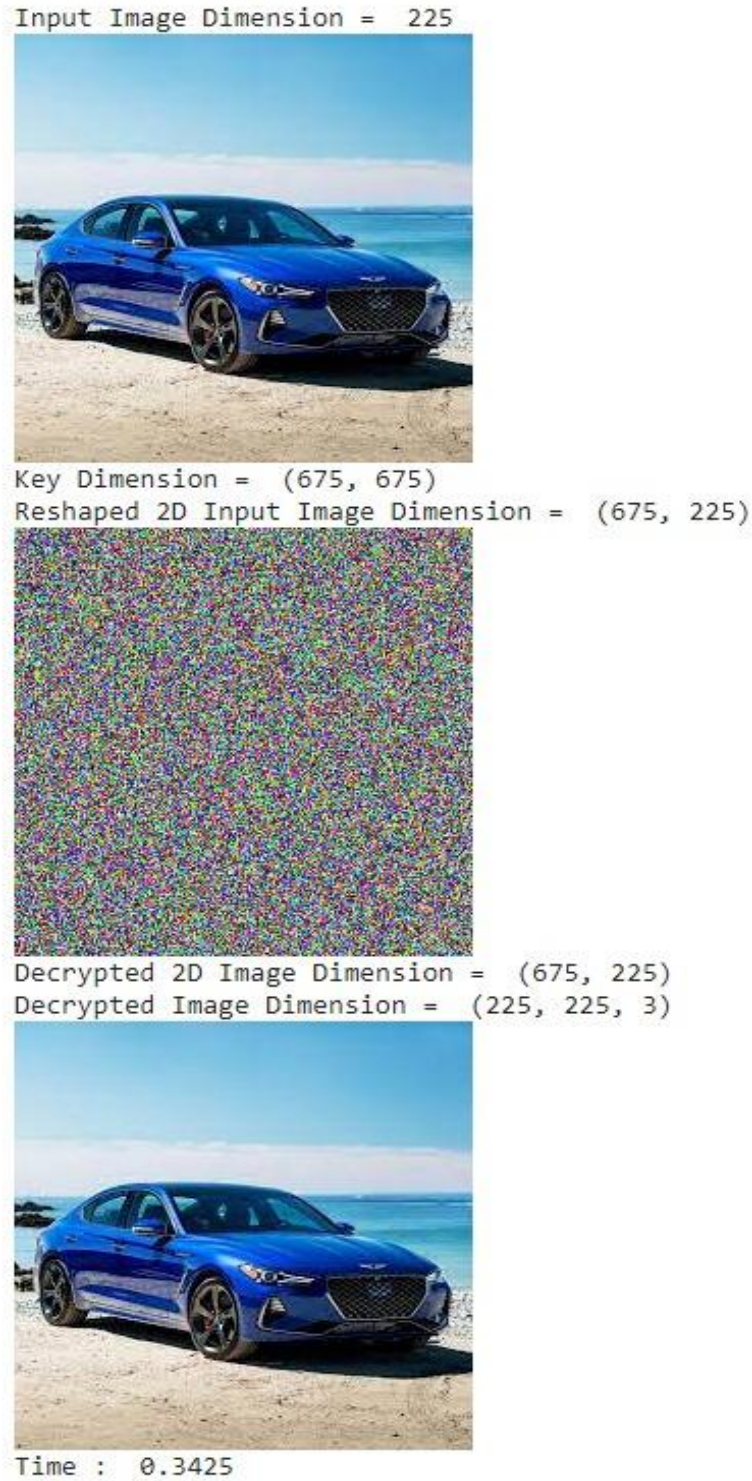 Input Image Dimension =  225
Key Dimension =  (675, 675)
Reshaped 2D Input Image Dimension =  (675, 225)
Decrypted 2D Image Dimension =  (675, 225)
Decrypted Image Dimension =  (225, 225, 3)
Time :  0.3425